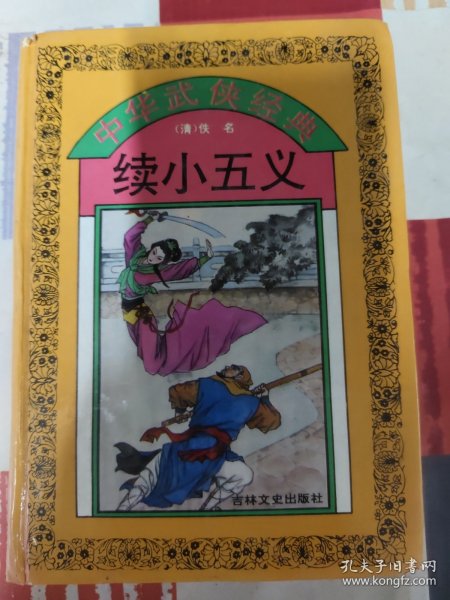 中华武侠经典
（清）佚 名
续小五义
吉林文史出版社
孔夫子旧书网
www.kongfz.com